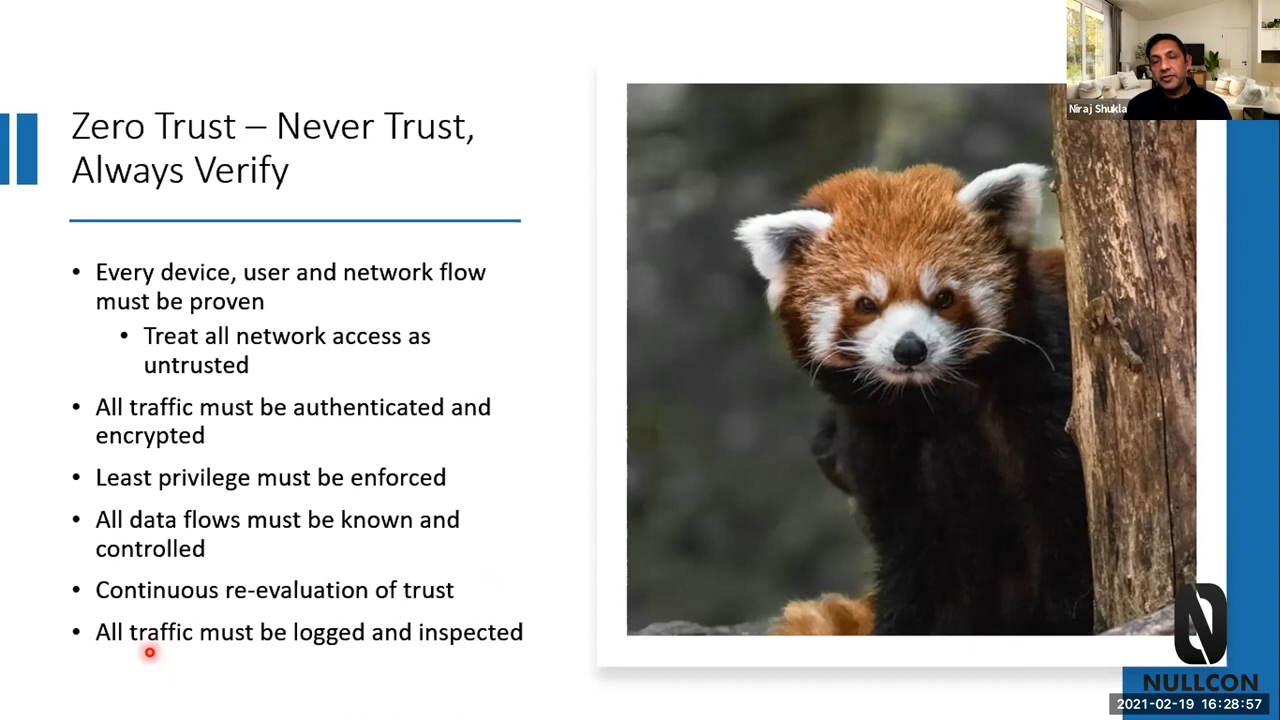 Zero Trust – Never Trust,
Always Verify
• Every device, user and network flow
must be proven
• Treat all network access as
untrusted
• All traffic must be authenticated and
encrypted
• Least privilege must be enforced
• All data flows must be known and
controlled
• Continuous re-evaluation of trust
• All traffic must be logged and inspected
Niraj Shukla
NULLCON
2021-02-19 16:28:57